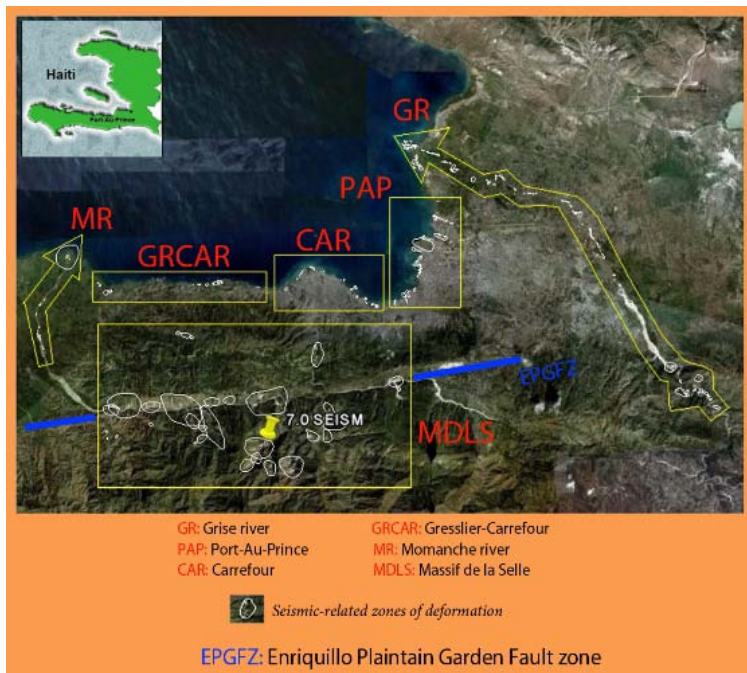 Haiti
Port-Au-Prince
GR
PAP
MR
GRCAR
CAR
EPGFZ
7.0 SEISM
MDLS
GR: Grise river
GRCAR: Gresslier-Carrefour
PAP: Port-Au-Prince
MR: Momanche river
CAR: Carrefour
MDLS: Massif de la Selle
Seismic-related zones of deformation
EPGFZ: Enriquillo Plaintain Garden Fault zone